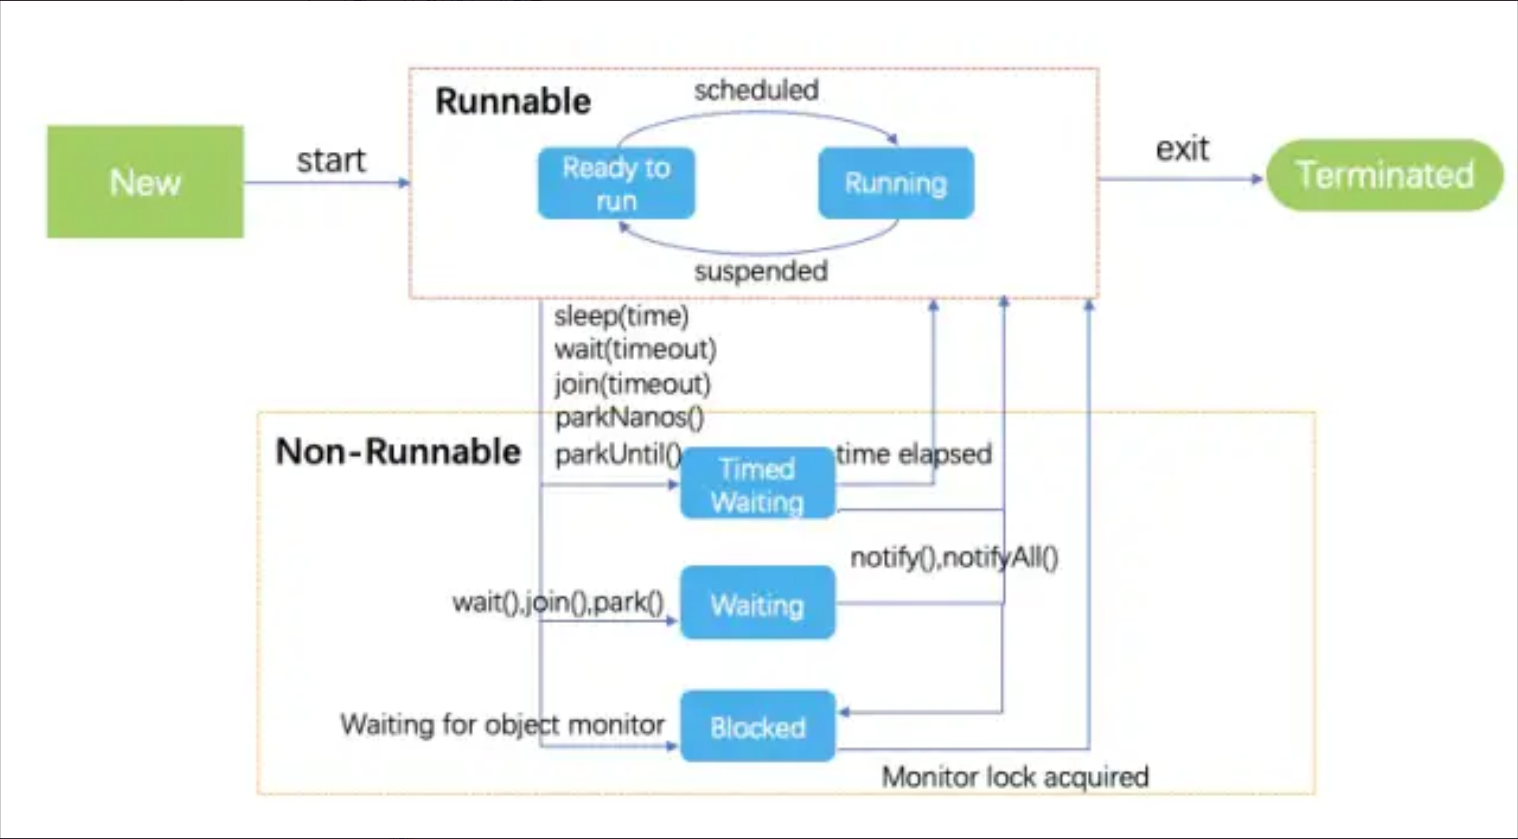 Runnable
scheduled
New
start
Ready to
run
Running
exit
Terminated
suspended
sleep(time)
wait(timeout)
join(timeout)
parkNanos()
Non-Runnable
parkUntil()
Timed
Waiting
time elapsed
notify(),notifyAll()
wait(),join(),park()
Waiting
Waiting for object monitor
Blocked
Monitor lock acquired